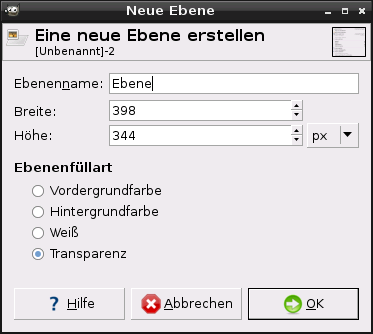 Neue Ebene
Eine neue Ebene erstellen
[Unbenannt]-2
Ebenenname: Ebene
Breite: 398
Höhe: 344 px
Ebenenfüllart
Vordergrundfarbe
Hintergrundfarbe
Weiß
Transparenz
Hilfe Abbrechen OK